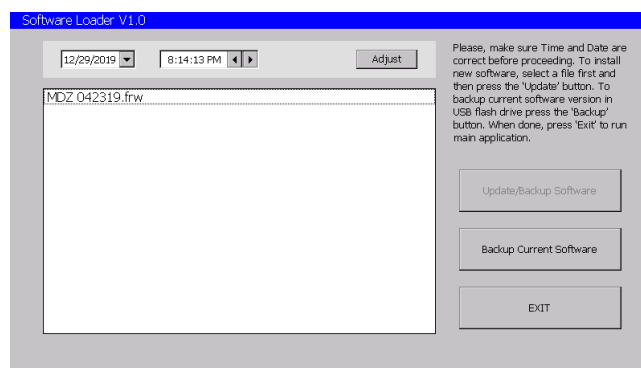 Software Loader V1.0
12/29/2019
8:14:13 PM
Adjust
Please, make sure Time and Date are
correct before proceeding. To install
new software, select a file first and
then press the 'Update' button. To
backup current software version in
USB flash drive press the 'Backup'
button. When done, press 'Exit' to run
main application.
MDZ 042319.frw
Update/Backup Software
Backup Current Software
EXIT